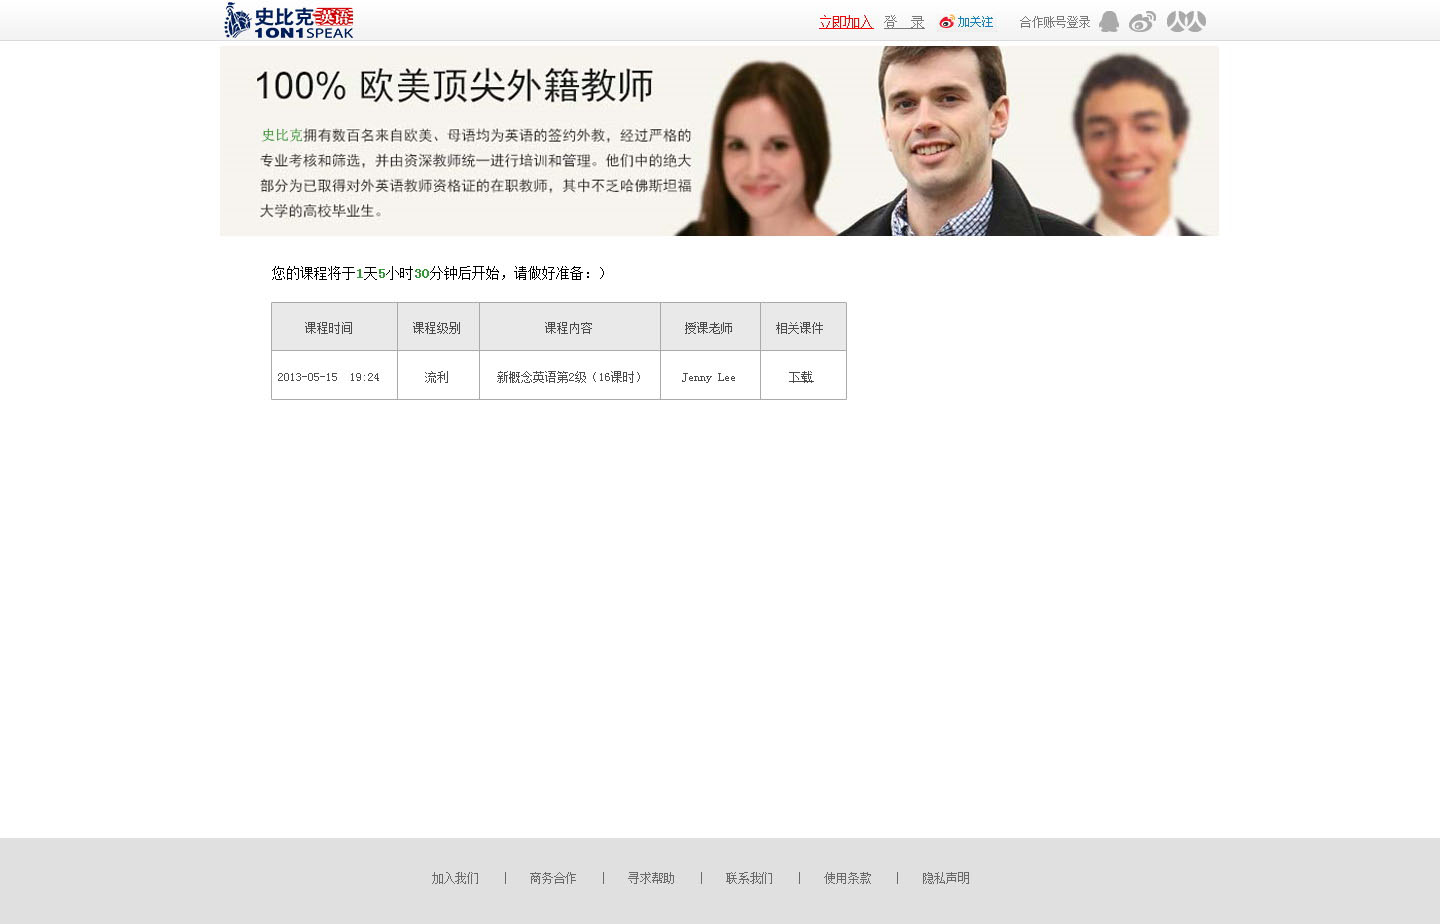 史比克英语
1ON1SPEAK
立即加入 登 录 加关注 合作账号登录
100% 欧美顶尖外籍教师
史比克拥有数百名来自欧美、母语均为英语的签约外教，经过严格的
专业考核和筛选，并由资深教师统一进行培训和管理。他们中的绝大
部分为已取得对外英语教师资格证的在职教师，其中不乏哈佛斯坦福
大学的高校毕业生。
您的课程将于1天5小时30分钟后开始，请做好准备：）
课程时间 课程级别 课程内容 授课老师 相关课件
2013-05-15 19:24 流利 新概念英语第2级（16课时） Jenny Lee 下载
加入我们 | 商务合作 | 寻求帮助 | 联系我们 | 使用条款 | 隐私声明